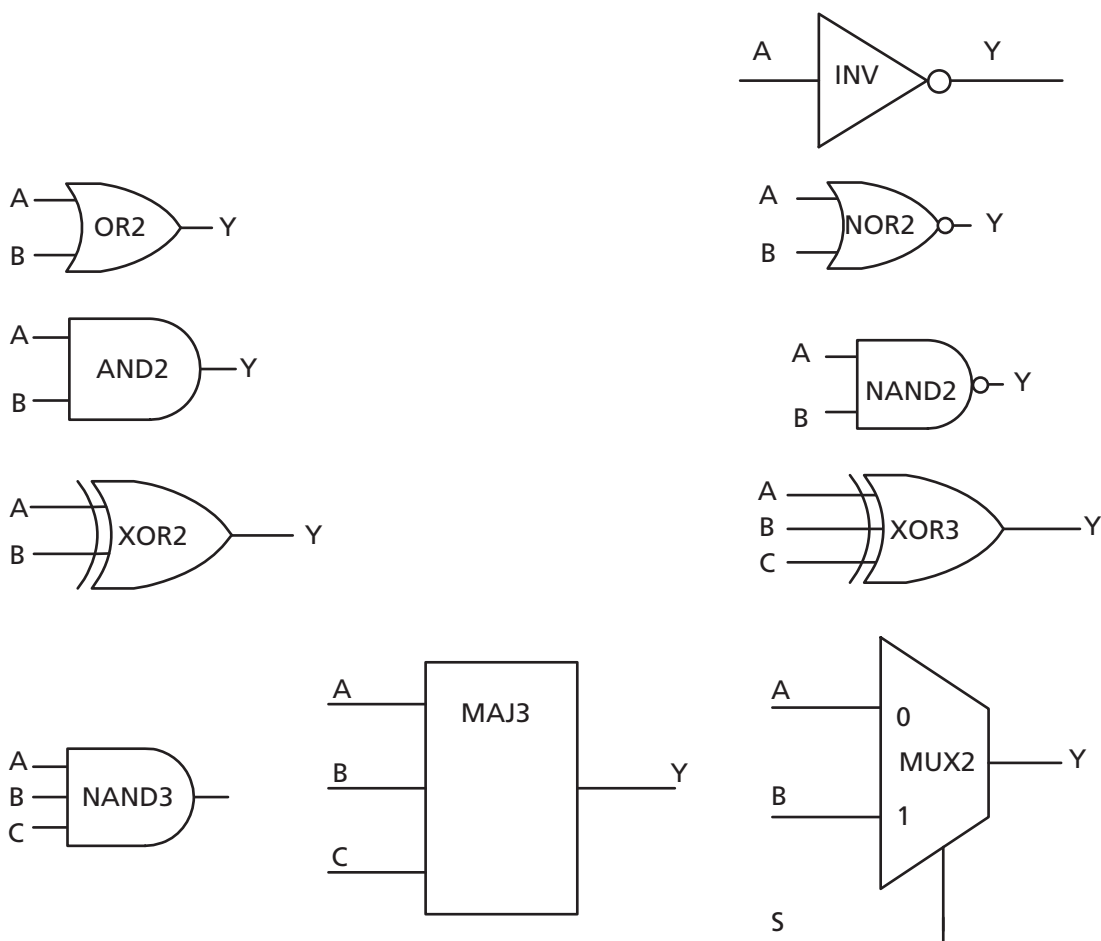 A INV Y
A OR2 Y
B
A NOR2 Y
B
A AND2 Y
B
A NAND2 Y
B
A XOR2 Y
B
A XOR3 Y
B
C
A
B NAND3
C
A MAJ3
B Y
C
A 0
MUX2 Y
B 1
S